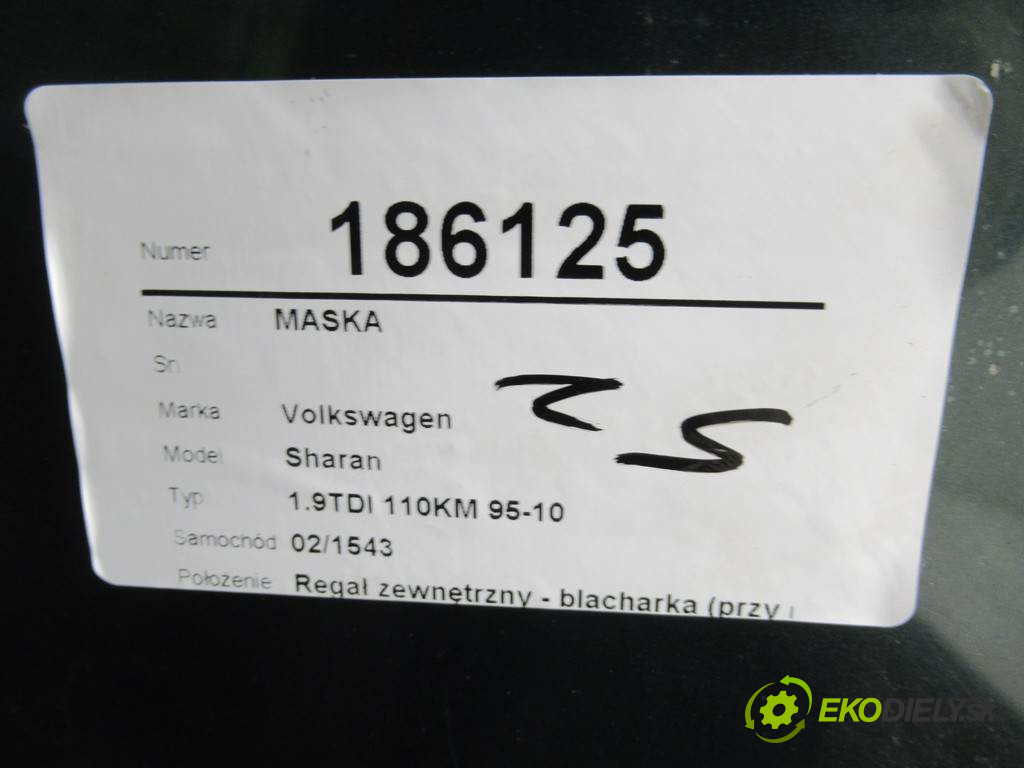 Numer 186125
Nazwa MASKA
Sn
Marka Volkswagen
Model Sharan
Typ 1.9TDI 110KM 95-10
Samochód 02/1543
Położenie Regał zewnętrzny - blacharka (przy
EKODIELY.sk